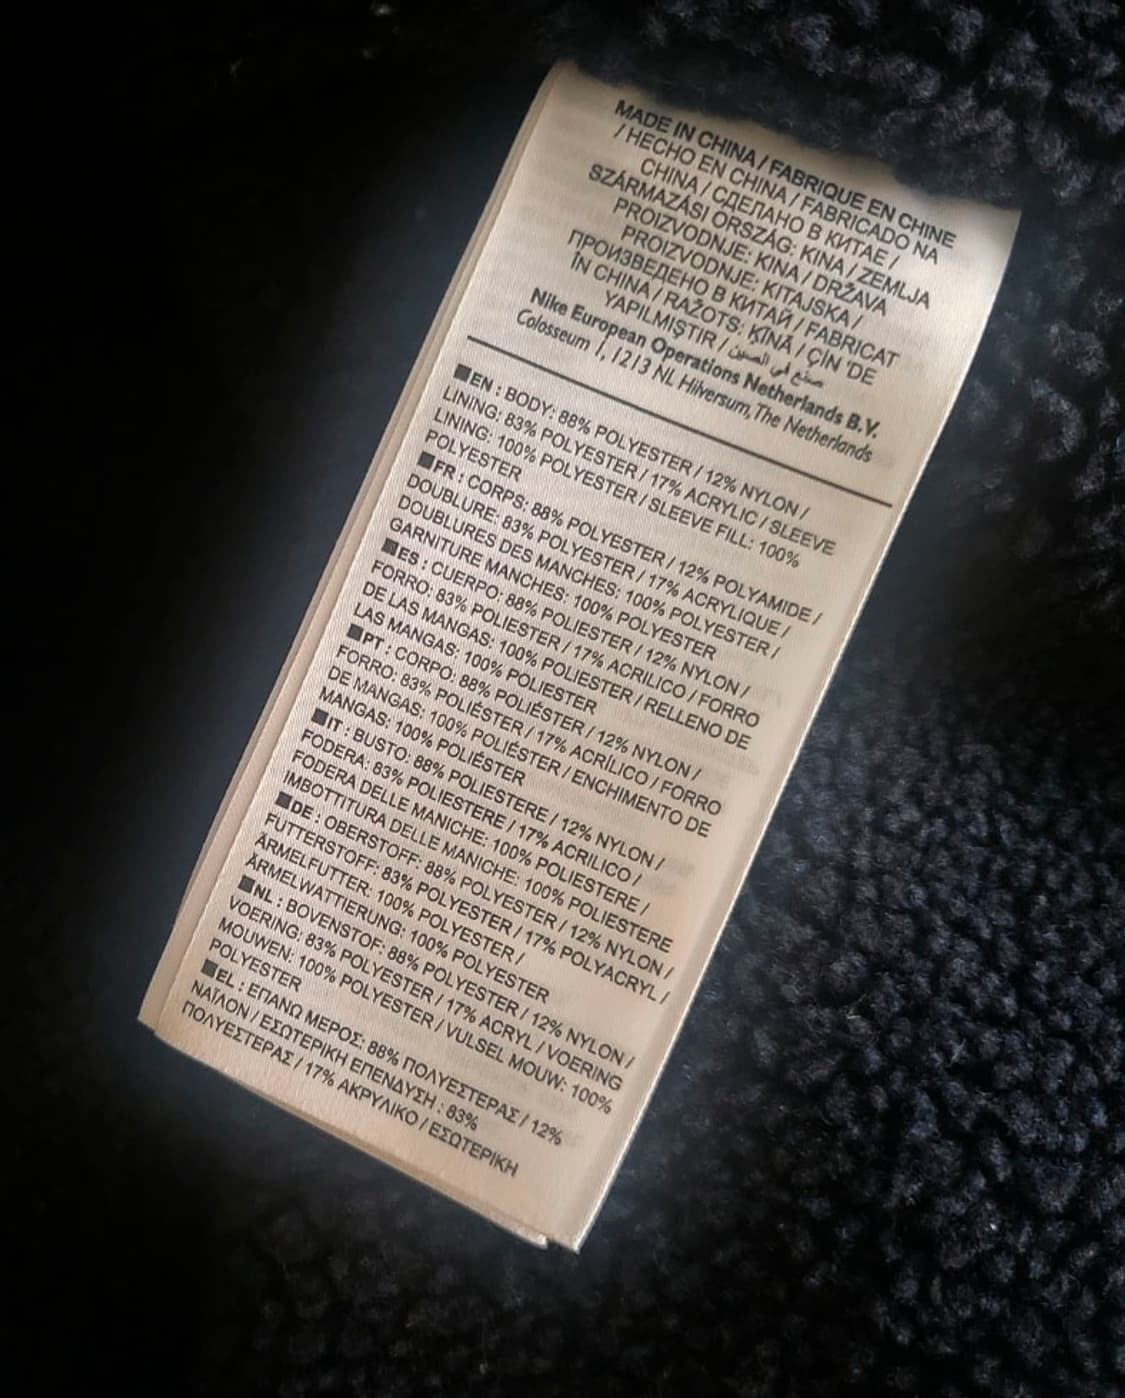 MADE IN CHINA / FABRIQUE EN CHINE
/ HECHO EN CHINA / FABRICADO NA
CHINA / СДЕЛАНО В КИТАЕ /
SZÁRMAZÁSI ORSZÁG: KINA / ZEMLJA
PROIZVODNJE: KINA / DRŽAVA
PROIZVODNJE: KITAJSKA /
ПРОИЗВЕДЕНО В КИТАЙ / FABRICAT
ÎN CHINA / RAŽOTS: ĶĪNĀ / ÇIN 'DE
YAPILMIŞTIR / صنع في الصين
Nike European Operations Netherlands B.V.
Colosseum 1, 1213 NL Hilversum, The Netherlands
■EN : BODY: 88% POLYESTER / 12% NYLON /
LINING: 83% POLYESTER / 17% ACRYLIC / SLEEVE
LINING: 100% POLYESTER / SLEEVE FILL: 100%
POLYESTER
■FR : CORPS: 88% POLYESTER / 12% POLYAMIDE /
DOUBLURE: 83% POLYESTER / 17% ACRYLIQUE /
DOUBLURES DES MANCHES: 100% POLYESTER /
GARNITURE MANCHES: 100% POLYESTER
■ES : CUERPO: 88% POLIESTER / 12% NYLON /
FORRO: 83% POLIESTER / 17% ACRILICO / FORRO
DE LAS MANGAS: 100% POLIESTER / RELLENO DE
LAS MANGAS: 100% POLIESTER
■PT : CORPO: 88% POLIÉSTER / 12% NYLON /
FORRO: 83% POLIÉSTER / 17% ACRÍLICO / FORRO
DE MANGAS: 100% POLIÉSTER / ENCHIMENTO DE
MANGAS: 100% POLIÉSTER
■IT : BUSTO: 88% POLIESTERE / 12% NYLON /
FODERA: 83% POLIESTERE / 17% ACRILICO /
FODERA DELLE MANICHE: 100% POLIESTERE /
IMBOTTITURA DELLE MANICHE: 100% POLIESTERE
■DE : OBERSTOFF: 88% POLYESTER / 12% NYLON /
FUTTERSTOFF: 83% POLYESTER / 17% POLYACRYL /
ÄRMELFUTTER: 100% POLYESTER /
ÄRMELWATTIERUNG: 100% POLYESTER
■NL : BOVENSTOF: 88% POLYESTER / 12% NYLON /
VOERING: 83% POLYESTER / 17% ACRYL / VOERING
MOUWEN: 100% POLYESTER / VULSEL MOUW: 100%
POLYESTER
■EL : ΕΠΑΝΩ ΜΕΡΟΣ: 88% ΠΟΛΥΕΣΤΕΡΑΣ / 12%
ΝΑΪΛΟΝ / ΕΣΩΤΕΡΙΚΗ ΕΠΕΝΔΥΣΗ : 83%
ΠΟΛΥΕΣΤΕΡΑΣ / 17% ΑΚΡΥΛΙΚΟ / ΕΣΩΤΕΡΙΚΗ